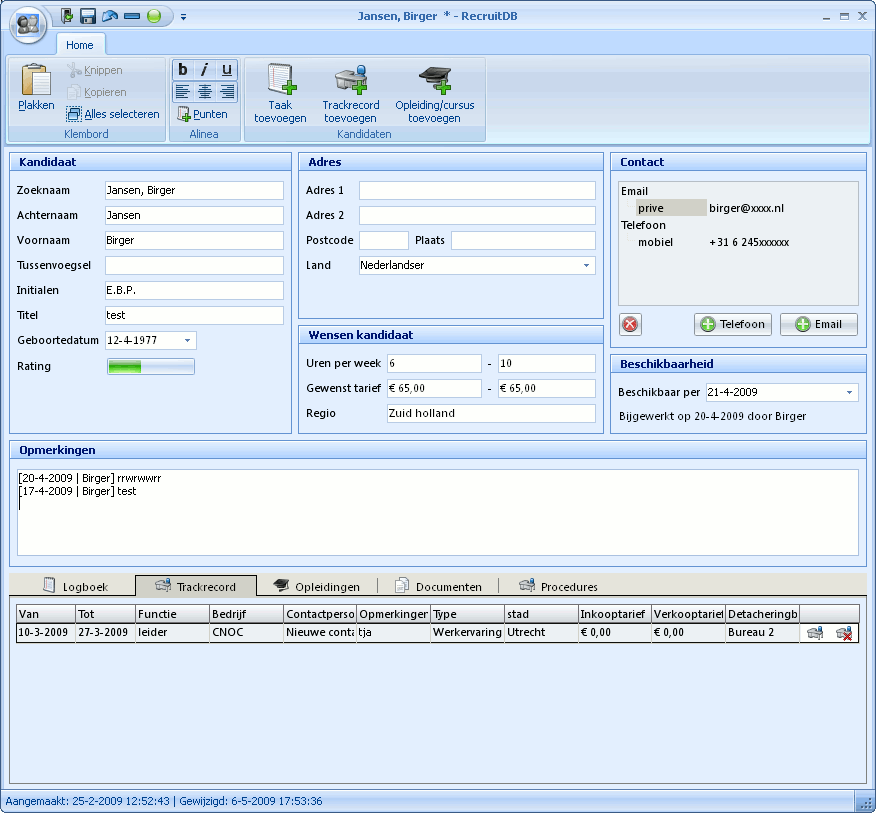 Jansen, Birger * - RecruitDB
Home
Plakken
Knippen
Kopieren
Alles selecteren
Klembord
b i u
Punten
Alinea
Taak toevoegen
Trackrecord toevoegen
Opleiding/cursus toevoegen
Kandidaten
Kandidaat
Zoeknaam Jansen, Birger
Achternaam Jansen
Voornaam Birger
Tussenvoegsel
Initialen E.B.P.
Titel test
Geboortedatum 12-4-1977
Rating
Adres
Adres 1
Adres 2
Postcode Plaats
Land Nederlandser
Wensen kandidaat
Uren per week 6 - 10
Gewenst tarief € 65,00 - € 65,00
Regio Zuid holland
Contact
Email
prive birger@xxxx.nl
Telefoon
mobiel +31 6 245xxxxxx
Telefoon Email
Beschikbaarheid
Beschikbaar per 21-4-2009
Bijgewerkt op 20-4-2009 door Birger
Opmerkingen
[20-4-2009 | Birger] rrwrwwrr
[17-4-2009 | Birger] test
Logboek Trackrecord Opleidingen Documenten Procedures
Van Tot Functie Bedrijf Contactperso Opmerkingen Type stad Inkooptarief Verkooptarief Detacheringb
10-3-2009 27-3-2009 leider CNOC Nieuwe conta tja Werkervaring Utrecht € 0,00 € 0,00 Bureau 2
Aangemaakt: 25-2-2009 12:52:43 | Gewijzigd: 6-5-2009 17:53:36